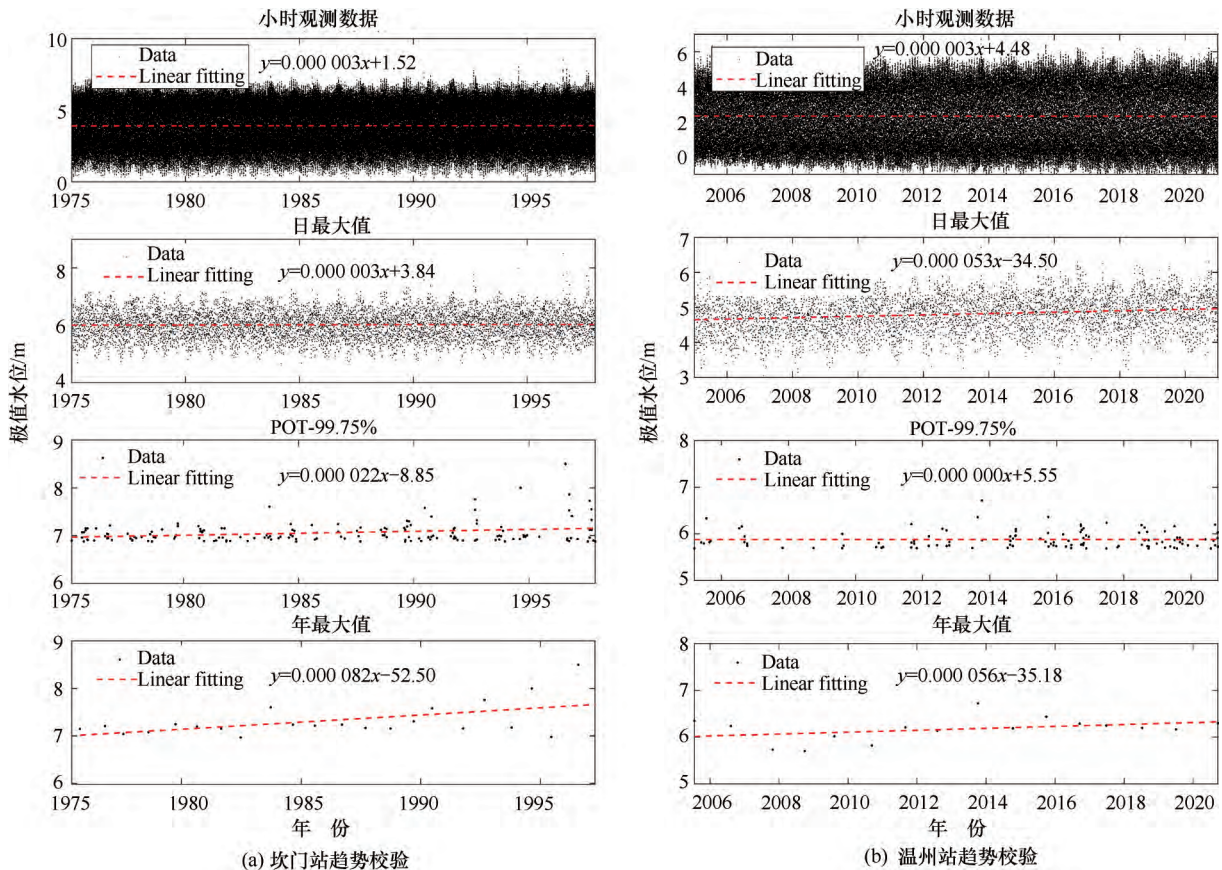 小时观测数据
10
5
0
Data
Linear fitting
y=0.000 003x+1.52
1975
1980
1985
1990
1995
日最大值
8
6
4
Data
Linear fitting
y=0.000 003x+3.84
1975
1980
1985
1990
1995
极值水位/m
POT-99.75%
9
8
7
6
Data
Linear fitting
y=0.000 022x−8.85
1975
1980
1985
1990
1995
年最大值
9
8
7
6
Data
Linear fitting
y=0.000 082x−52.50
1975
1980
1985
1990
1995
年 份
(a) 坎门站趋势校验
小时观测数据
6
4
2
0
Data
Linear fitting
y=0.000 003x+4.48
2006
2008
2010
2012
2014
2016
2018
2020
日最大值
7
6
5
4
3
Data
Linear fitting
y=0.000 053x−34.50
2006
2008
2010
2012
2014
2016
2018
2020
极值水位/m
POT-99.75%
8
7
6
5
Data
Linear fitting
y=0.000 000x+5.55
2006
2008
2010
2012
2014
2016
2018
2020
年最大值
8
7
6
5
Data
Linear fitting
y=0.000 056x−35.18
2006
2008
2010
2012
2014
2016
2018
2020
年 份
(b) 温州站趋势校验